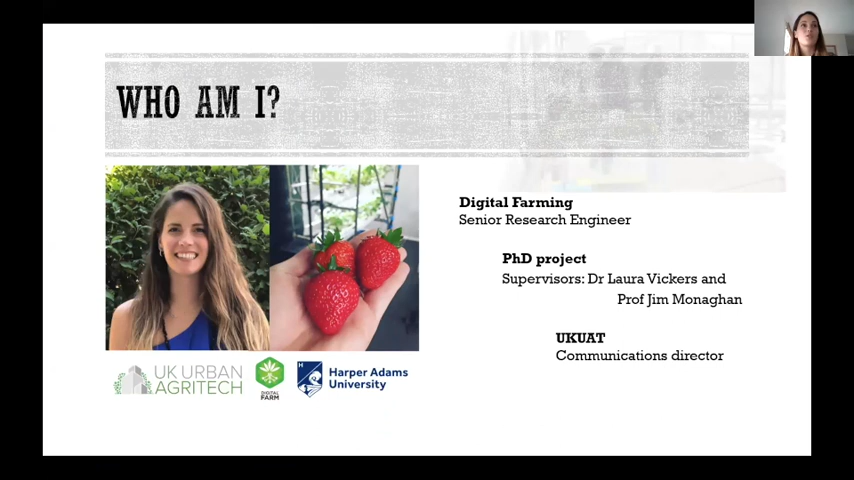 WHO AM I?
Digital Farming
Senior Research Engineer
PhD project
Supervisors: Dr Laura Vickers and
Prof Jim Monaghan
UKUAT
Communications director
UK URBAN
AGRITECH
DIGITAL
FARM
H
Harper Adams
University